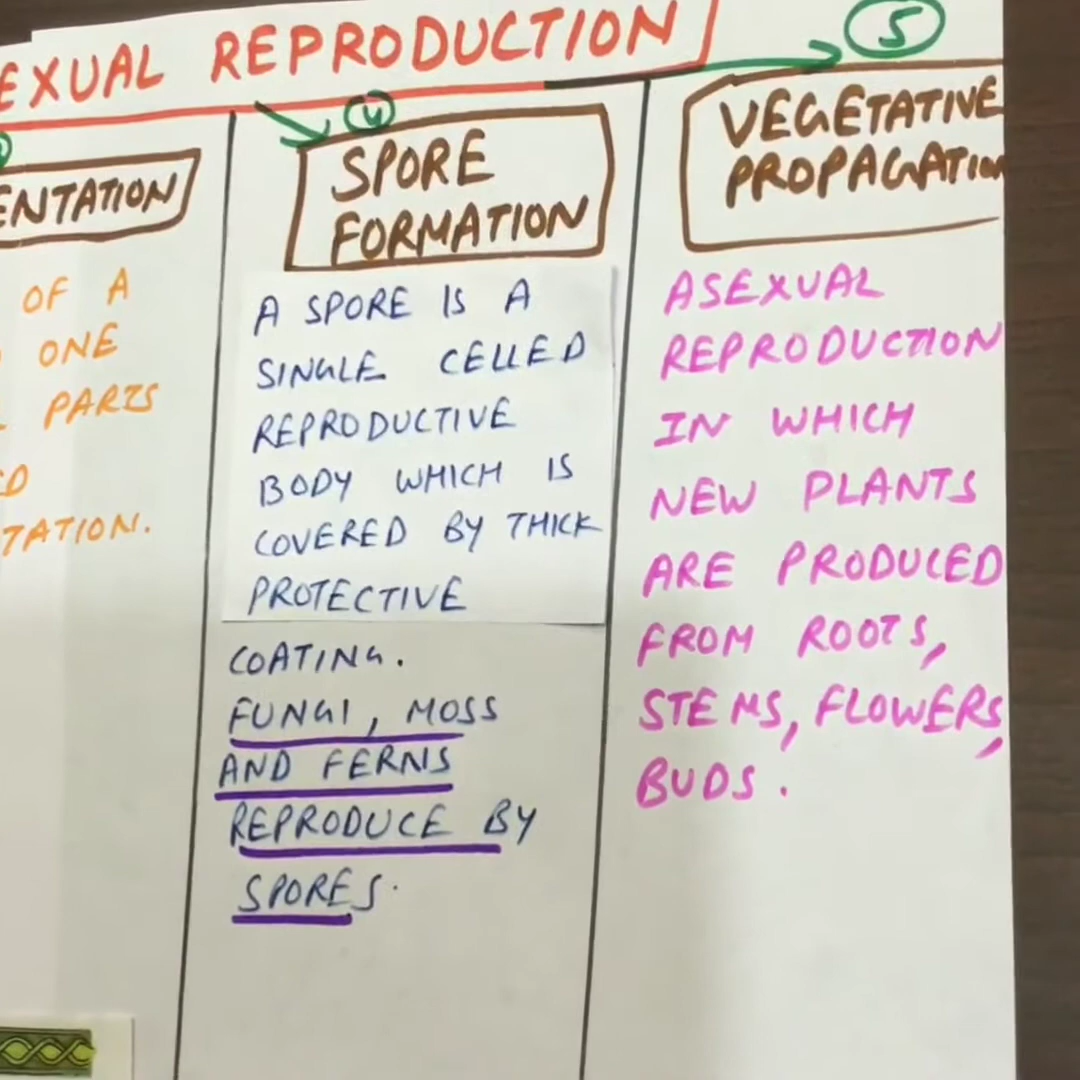 EXUAL REPRODUCTION
5
4
ENTATION
OF A
ONE
PARTS
TATION.
SPORE
FORMATION
A SPORE IS A
SINGLE CELLED
REPRODUCTIVE
BODY WHICH IS
COVERED BY THICK
PROTECTIVE
COATING.
FUNGI, MOSS
AND FERNS
REPRODUCE BY
SPORES.
VEGETATIVE
PROPAGATION
ASEXUAL
REPRODUCTION
IN WHICH
NEW PLANTS
ARE PRODUCED
FROM ROOTS,
STEMS, FLOWERS,
BUDS.